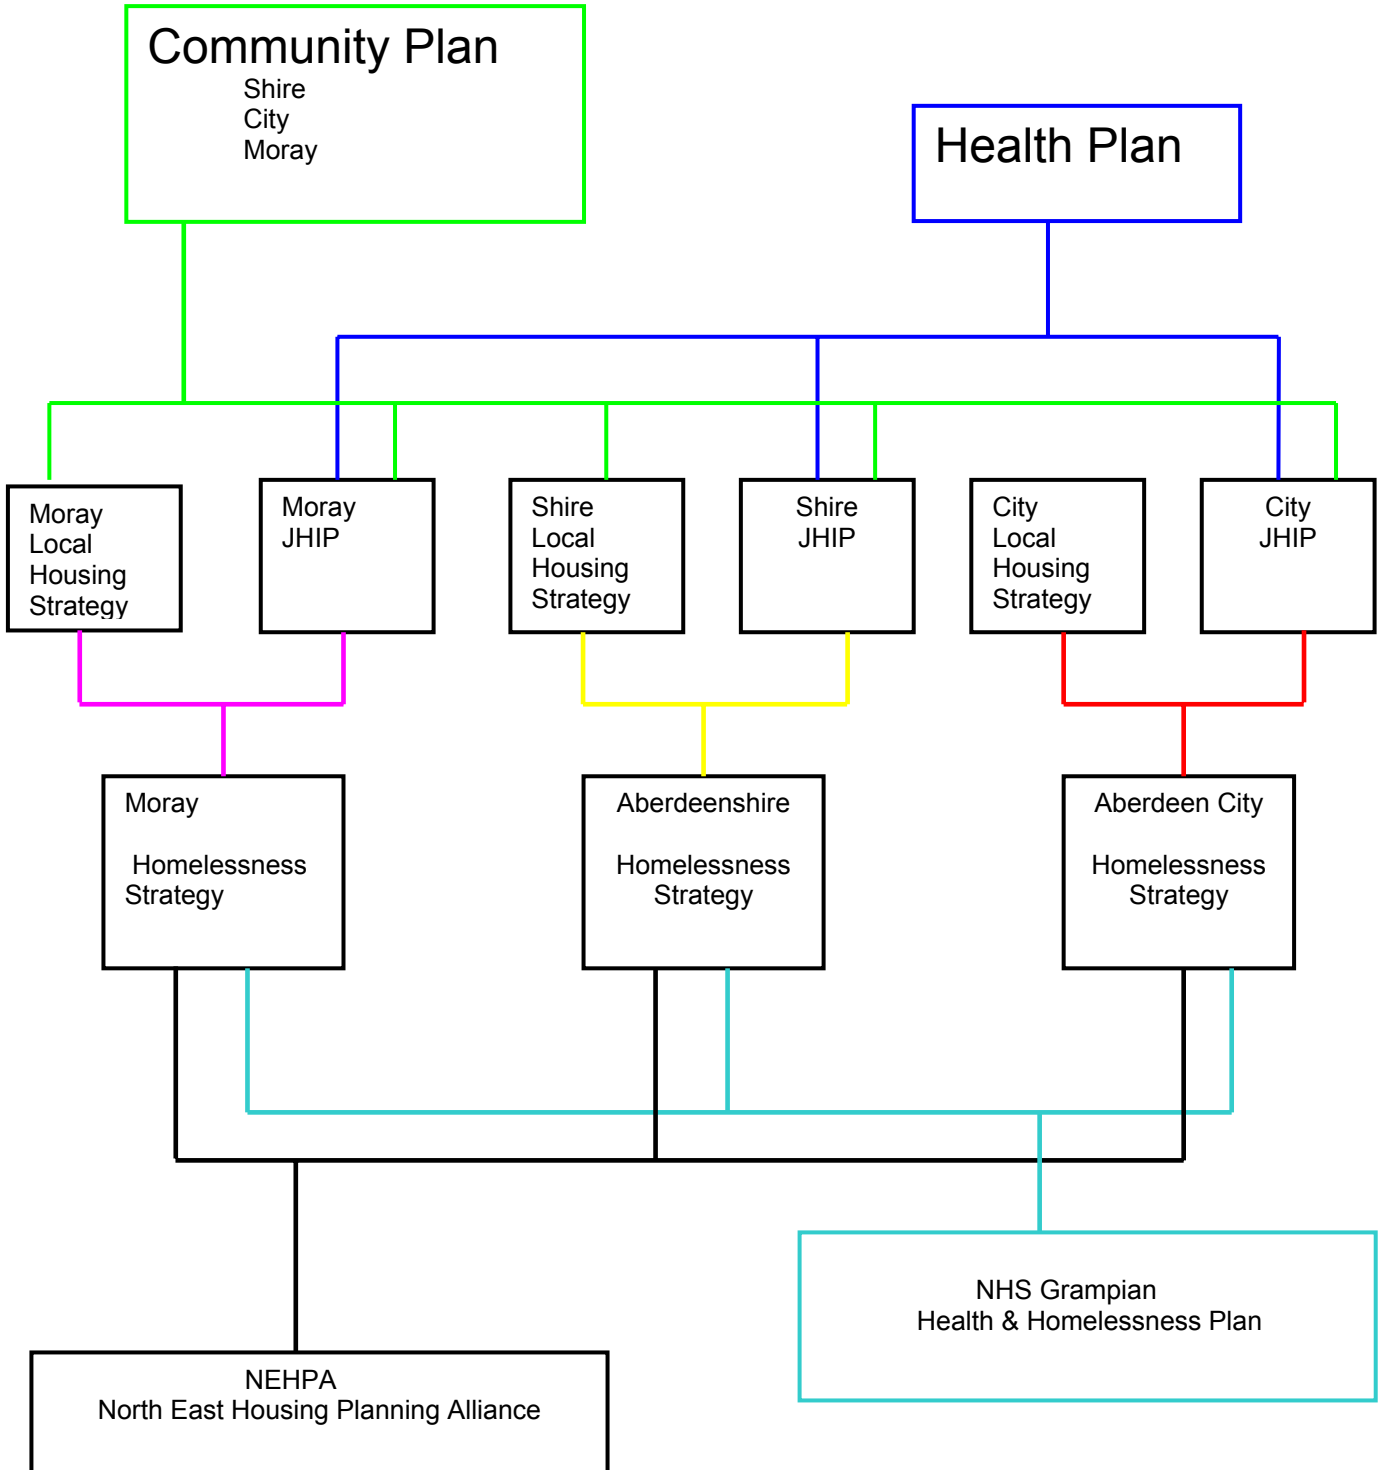 Community Plan
Shire
City
Moray
Health Plan
Moray
Local
Housing
Strategy
Moray
JHIP
Shire
Local
Housing
Strategy
Shire
JHIP
City
Local
Housing
Strategy
City
JHIP
Moray
Homelessness
Strategy
Aberdeenshire
Homelessness
Strategy
Aberdeen City
Homelessness
Strategy
NHS Grampian
Health & Homelessness Plan
NEHPA
North East Housing Planning Alliance